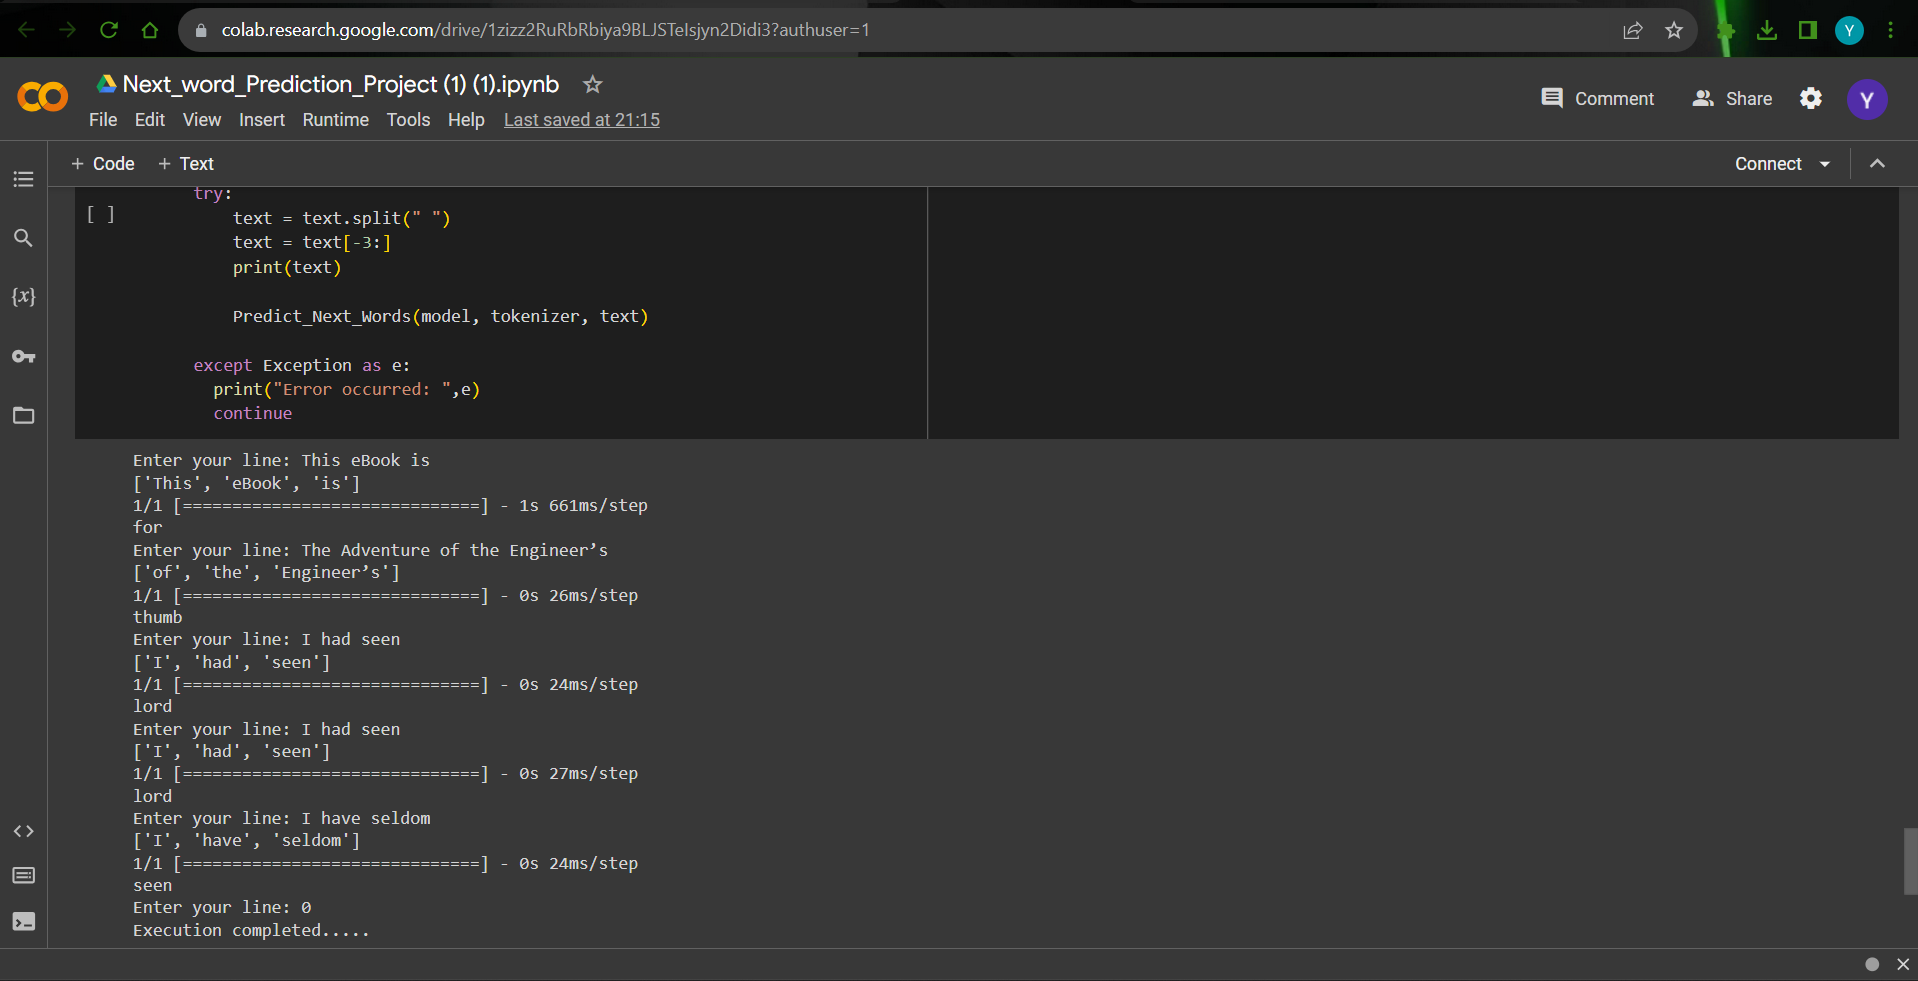 colab.research.google.com/drive/1zizz2RuRbRbiya9BLJSTeIsjyn2Didi3?authuser=1
Y
Next_word_Prediction_Project (1) (1).ipynb
File Edit View Insert Runtime Tools Help Last saved at 21:15
Comment Share Y
+ Code + Text
Connect
{x}
[ ]
try:
text = text.split(" ")
text = text[-3:]
print(text)
Predict_Next_Words(model, tokenizer, text)
except Exception as e:
print("Error occurred: ",e)
continue
Enter your line: This eBook is
['This', 'eBook', 'is']
1/1 [==============================] - 1s 661ms/step
for
Enter your line: The Adventure of the Engineer’s
['of', 'the', 'Engineer’s']
1/1 [==============================] - 0s 26ms/step
thumb
Enter your line: I had seen
['I', 'had', 'seen']
1/1 [==============================] - 0s 24ms/step
lord
Enter your line: I had seen
['I', 'had', 'seen']
1/1 [==============================] - 0s 27ms/step
lord
Enter your line: I have seldom
['I', 'have', 'seldom']
1/1 [==============================] - 0s 24ms/step
seen
Enter your line: 0
Execution completed.....